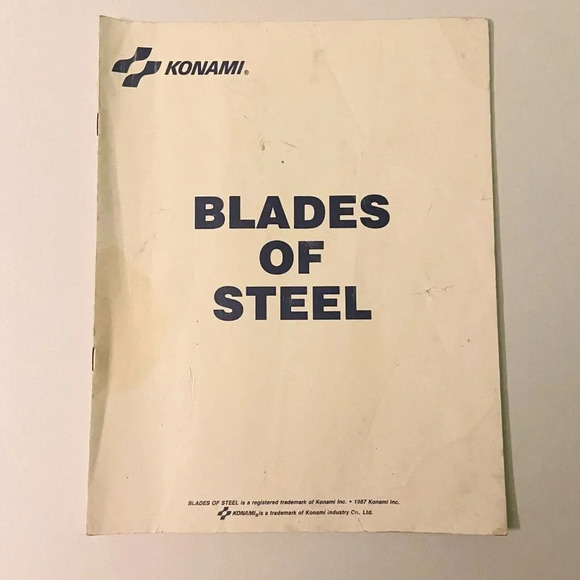 KONAMI®
BLADES
OF
STEEL
BLADES OF STEEL is a registered trademark of Konami Inc. • 1987 Konami Inc.
KONAMI® is a trademark of Konami Industry Co., Ltd.